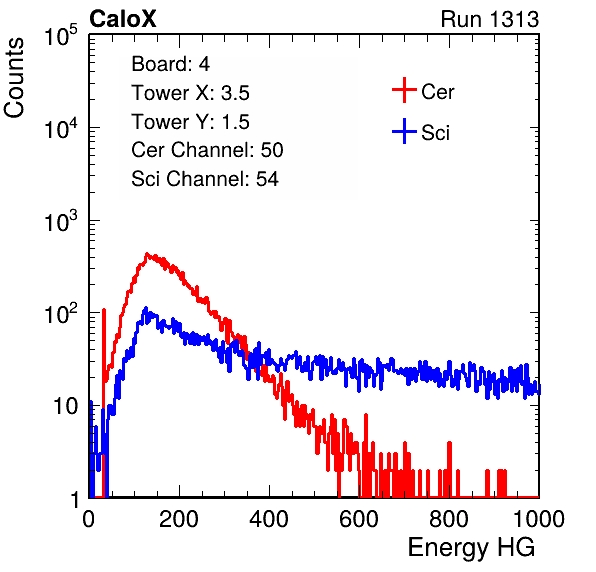 CaloX Run 1313
Counts
Board: 4
Tower X: 3.5
Tower Y: 1.5
Cer Channel: 50
Sci Channel: 54
Cer
Sci
10^5
10^4
10^3
10^2
10
1
0 200 400 600 800 1000
Energy HG